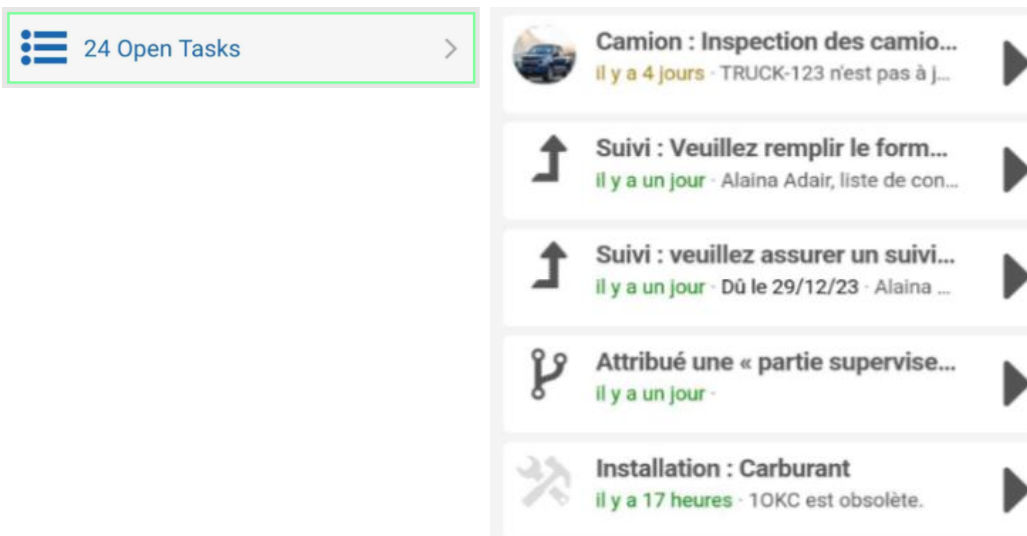 24 Open Tasks
Camion : Inspection des camio...
il y a 4 jours · TRUCK-123 n'est pas à j...
Suivi : Veuillez remplir le form...
il y a un jour · Alaina Adair, liste de con...
Suivi : veuillez assurer un suivi...
il y a un jour · Dû le 29/12/23 · Alaina ...
Attribué une « partie supervise...
il y a un jour ·
Installation : Carburant
il y a 17 heures · 1OKC est obsolète.